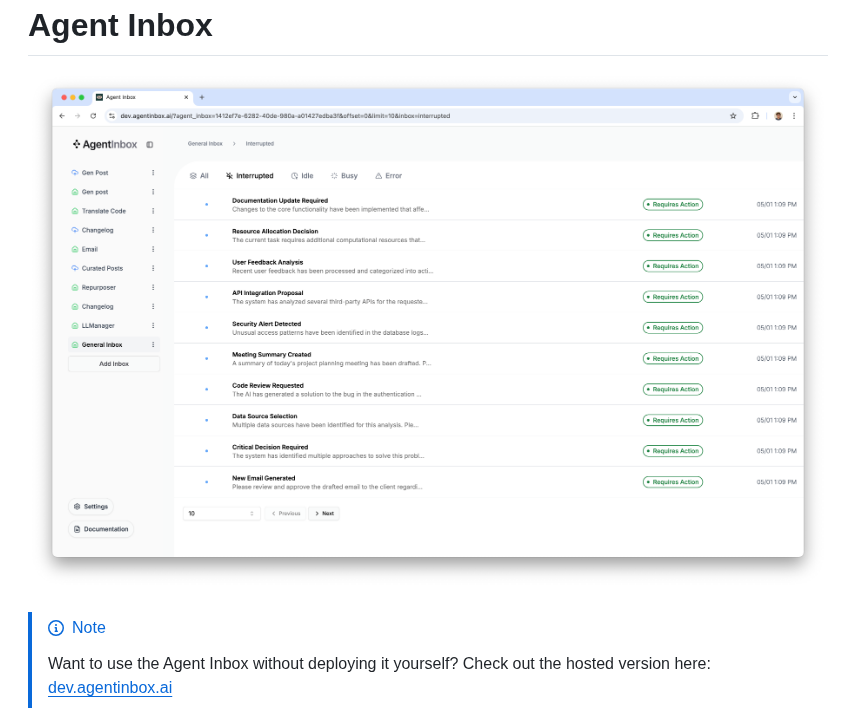 Agent Inbox
Agent Inbox
dev.agentinbox.ai/?agent_inbox=1412ef7e-6282-40de-980a-a01427edba3f&offset=0&limit=10&inbox=interrupted
AgentInbox
General Inbox > Interrupted
Gen Post
Gen post
Translate Code
Changelog
Email
Curated Posts
Repurposer
Changelog
LLManager
General Inbox
Add Inbox
Settings
Documentation
All Interrupted Idle Busy Error
Documentation Update Required
Changes to the core functionality have been implemented that affe...
Requires Action 05/01 1:09 PM
Resource Allocation Decision
The current task requires additional computational resources that...
Requires Action 05/01 1:09 PM
User Feedback Analysis
Recent user feedback has been processed and categorized into acti...
Requires Action 05/01 1:09 PM
API Integration Proposal
The system has analyzed several third-party APIs for the requeste...
Requires Action 05/01 1:09 PM
Security Alert Detected
Unusual access patterns have been identified in the database logs...
Requires Action 05/01 1:09 PM
Meeting Summary Created
A summary of today's project planning meeting has been drafted. P...
Requires Action 05/01 1:09 PM
Code Review Requested
The AI has generated a solution to the bug in the authentication ...
Requires Action 05/01 1:09 PM
Data Source Selection
Multiple data sources have been identified for this analysis. Ple...
Requires Action 05/01 1:09 PM
Critical Decision Required
The system has identified multiple approaches to solve this probl...
Requires Action 05/01 1:09 PM
New Email Generated
Please review and approve the drafted email to the client regardi...
Requires Action 05/01 1:09 PM
10 Previous Next
Note
Want to use the Agent Inbox without deploying it yourself? Check out the hosted version here:
dev.agentinbox.ai